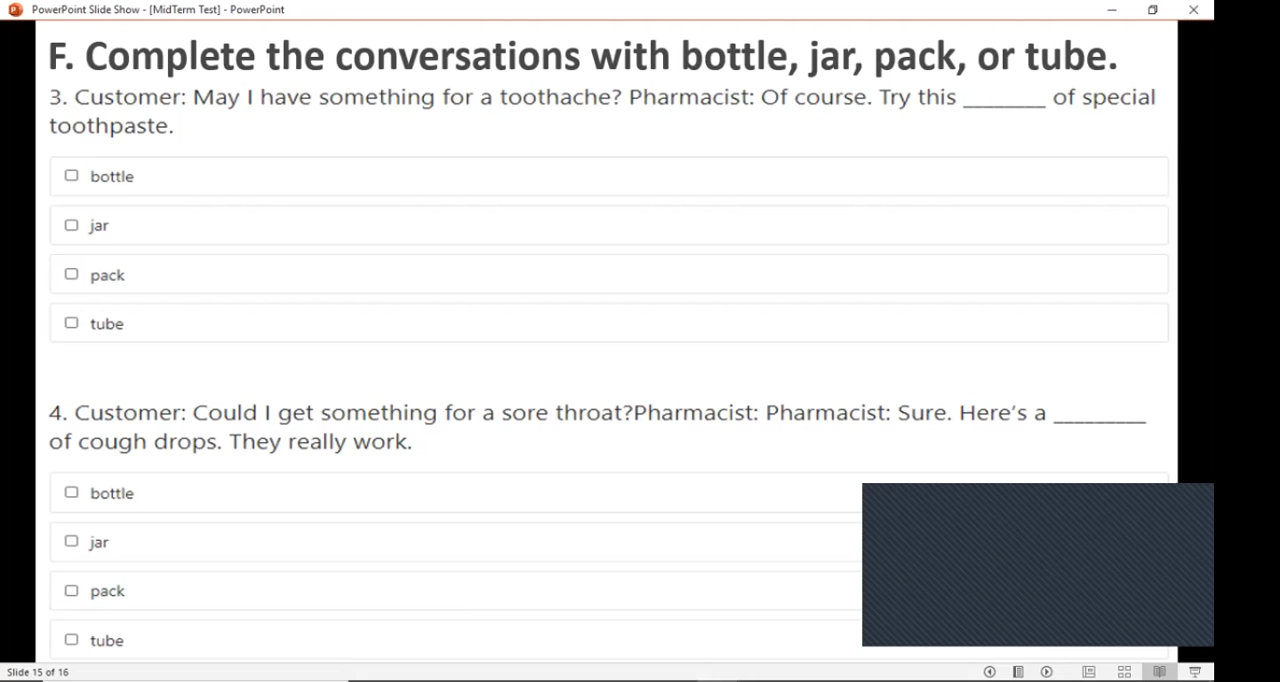 PowerPoint Slide Show - [MidTerm Test] - PowerPoint
F. Complete the conversations with bottle, jar, pack, or tube.
3. Customer: May I have something for a toothache? Pharmacist: Of course. Try this ________ of special
toothpaste.
bottle
jar
pack
tube
4. Customer: Could I get something for a sore throat?Pharmacist: Pharmacist: Sure. Here’s a _________
of cough drops. They really work.
bottle
jar
pack
tube
Slide 15 of 16